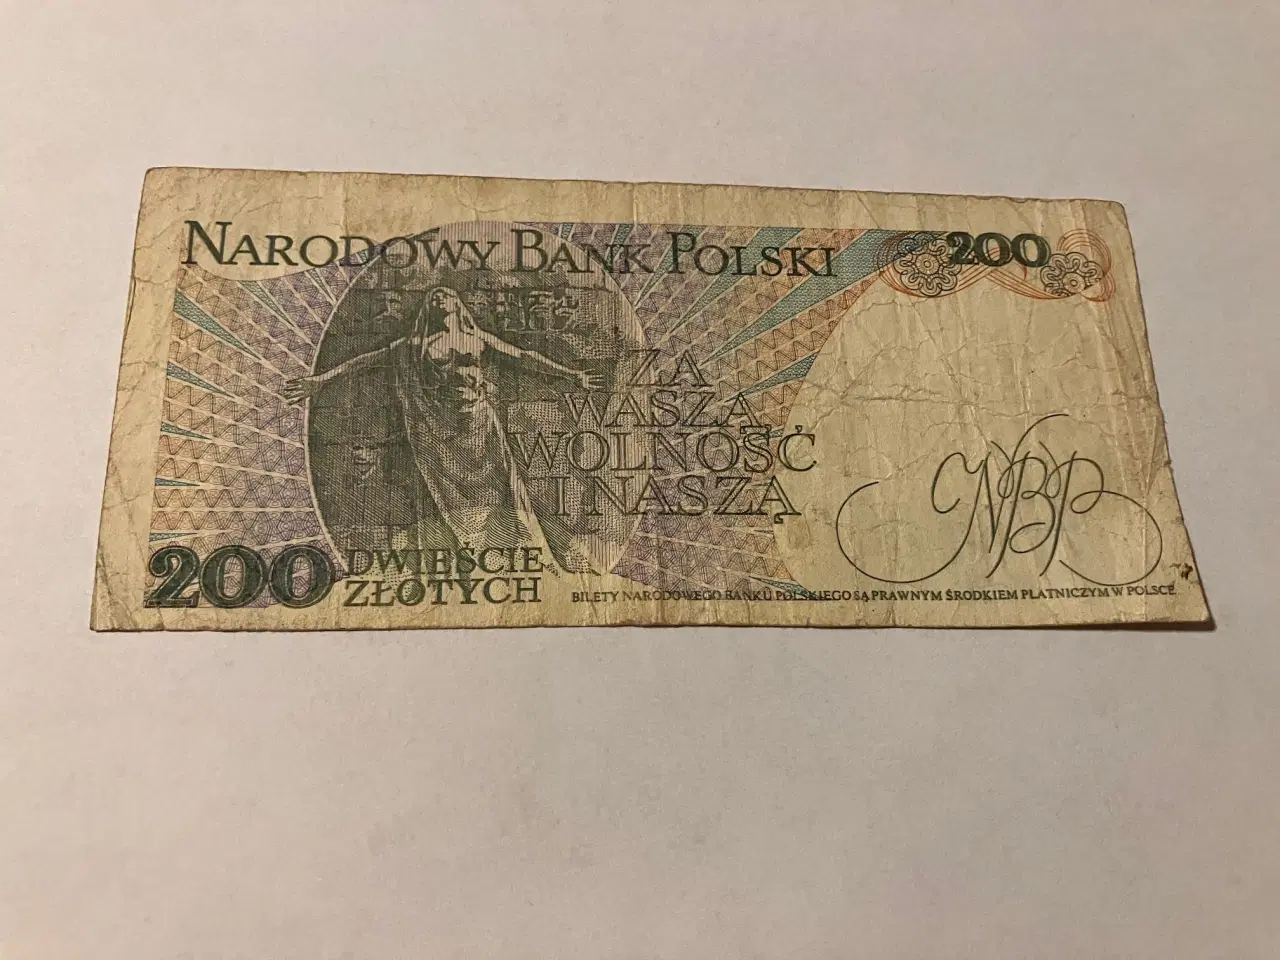 NARODOWY BANK POLSKI
200
ZA
WASZĄ
WOLNOŚĆ
I NASZĄ
NBP
200
DWIEŚCIE
ZŁOTYCH
BILETY NARODOWEGO BANKU POLSKIEGO SĄ PRAWNYM ŚRODKIEM PŁATNICZYM W POLSCE